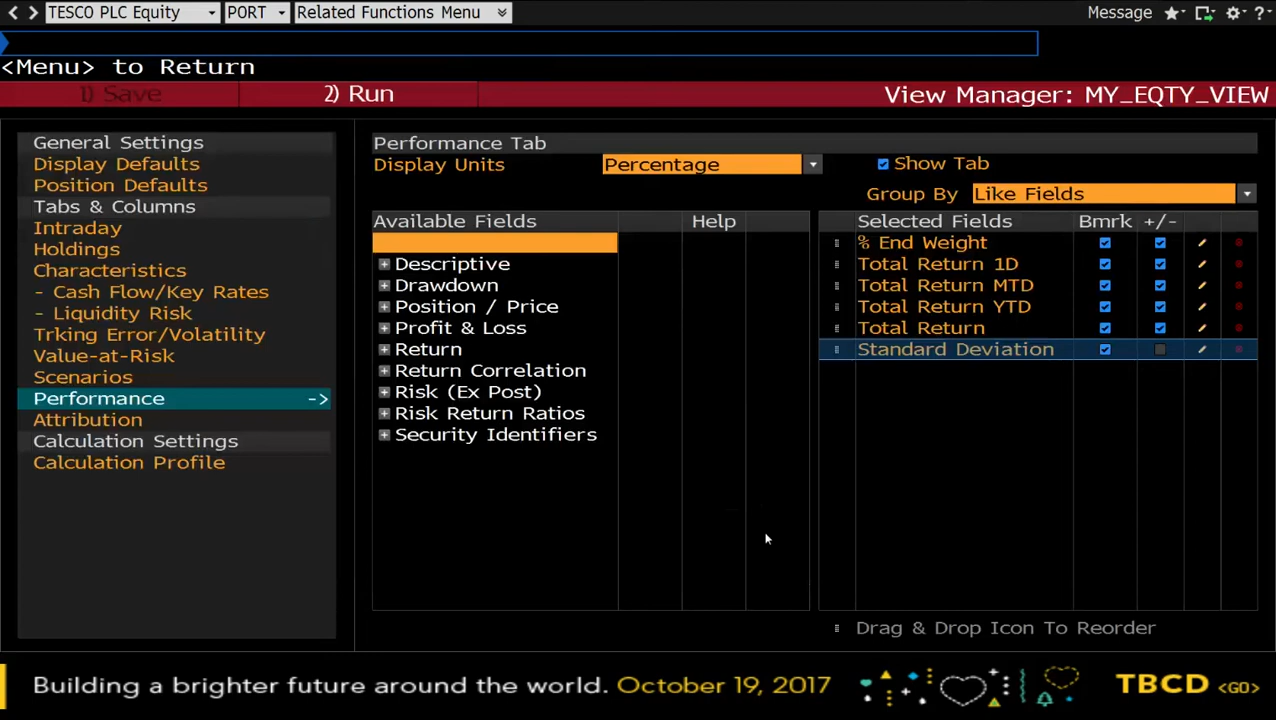 TESCO PLC Equity PORT Related Functions Menu Message ?
<Menu> to Return
1) Save 2) Run View Manager: MY_EQTY_VIEW
General Settings
Display Defaults
Position Defaults
Tabs & Columns
Intraday
Holdings
Characteristics
- Cash Flow/Key Rates
- Liquidity Risk
Trking Error/Volatility
Value-at-Risk
Scenarios
Performance ->
Attribution
Calculation Settings
Calculation Profile
Performance Tab
Display Units Percentage Show Tab
Group By Like Fields
Available Fields Help
Descriptive
Drawdown
Position / Price
Profit & Loss
Return
Return Correlation
Risk (Ex Post)
Risk Return Ratios
Security Identifiers
Selected Fields Bmrk +/-
% End Weight
Total Return 1D
Total Return MTD
Total Return YTD
Total Return
Standard Deviation
Drag & Drop Icon To Reorder
Building a brighter future around the world. October 19, 2017 TBCD <GO>